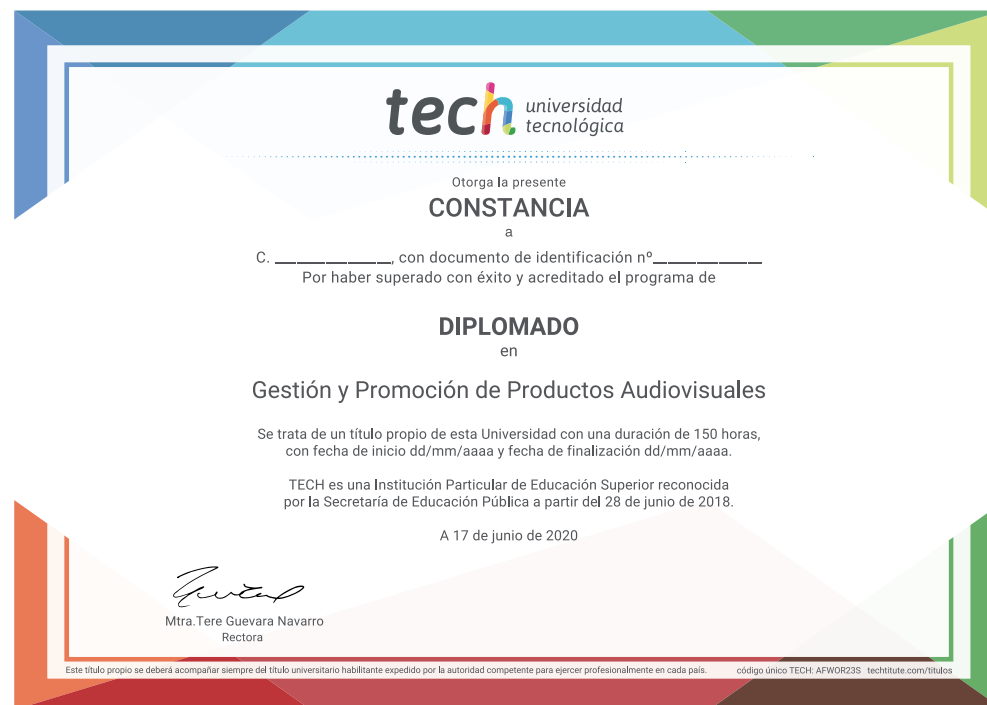 tech universidad
tecnológica
Otorga la presente
CONSTANCIA
a
C. ______________, con documento de identificación nº_____________
Por haber superado con éxito y acreditado el programa de
DIPLOMADO
en
Gestión y Promoción de Productos Audiovisuales
Se trata de un título propio de esta Universidad con una duración de 150 horas,
con fecha de inicio dd/mm/aaaa y fecha de finalización dd/mm/aaaa.
TECH es una Institución Particular de Educación Superior reconocida
por la Secretaría de Educación Pública a partir del 28 de junio de 2018.
A 17 de junio de 2020
Mtra.Tere Guevara Navarro
Rectora
Este título propio se deberá acompañar siempre del título universitario habilitante expedido por la autoridad competente para ejercer profesionalmente en cada país. código único TECH: AFWOR23S techtitute.com/titulos